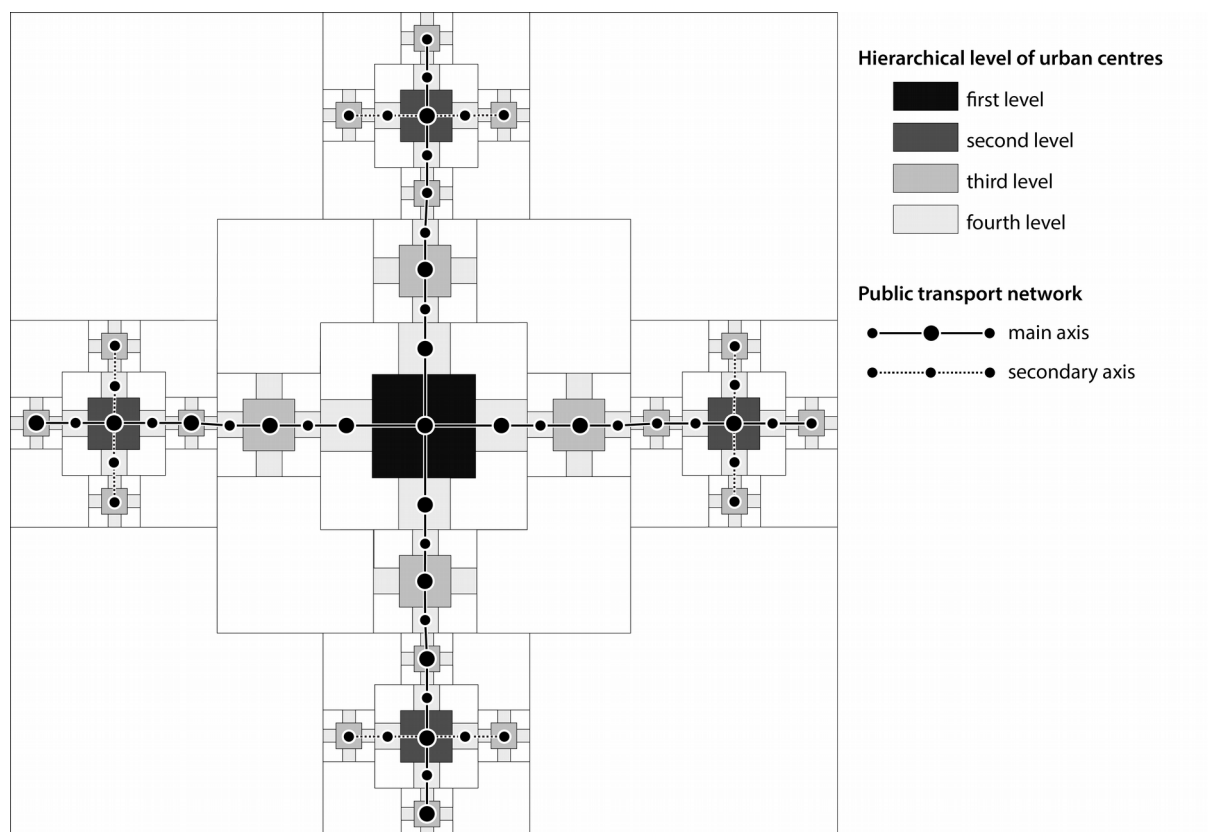 Hierarchical level of urban centres
first level
second level
third level
fourth level
Public transport network
main axis
secondary axis